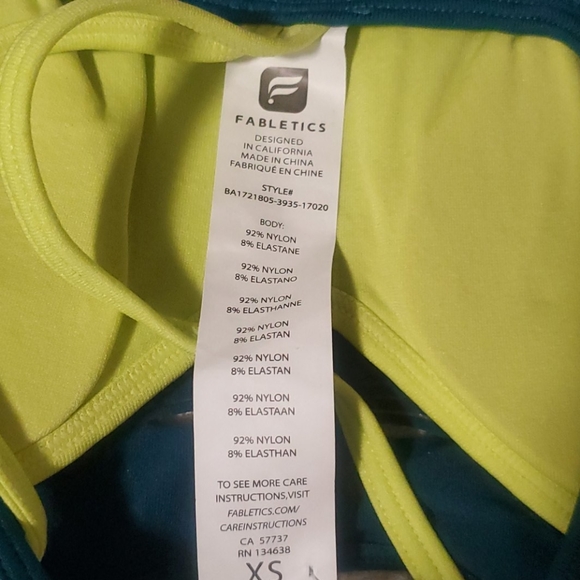 FABLETICS
DESIGNED
IN CALIFORNIA
MADE IN CHINA
FABRIQUÉ EN CHINE
STYLE#
BA1721805-3935-17020
BODY:
92% NYLON
8% ELASTANE
92% NYLON
8% ELASTANO
92% NYLON
8% ELASTHANNE
92% NYLON
8% ELASTAN
92% NYLON
8% ELASTAN
92% NYLON
8% ELASTAAN
92% NYLON
8% ELASTHAN
TO SEE MORE CARE
INSTRUCTIONS,VISIT
FABLETICS.COM/
CAREINSTRUCTIONS
CA 57737
RN 134638
XS